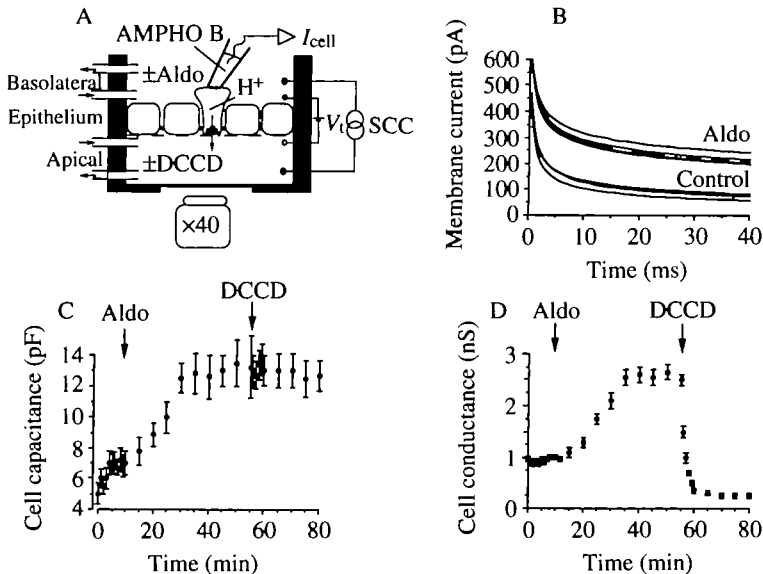 A
AMPHO B
I cell
±Aldo
H+
Basolateral
Epithelium
Apical
Vt
SCC
±DCCD
×40
B
Membrane current (pA)
600
500
400
300
200
100
0
Aldo
Control
0 10 20 30 40
Time (ms)
C
Aldo
DCCD
Cell capacitance (pF)
14
12
10
8
6
4
0 20 40 60 80
Time (min)
D
Aldo
DCCD
Cell conductance (nS)
3
2
1
0
0 20 40 60 80
Time (min)